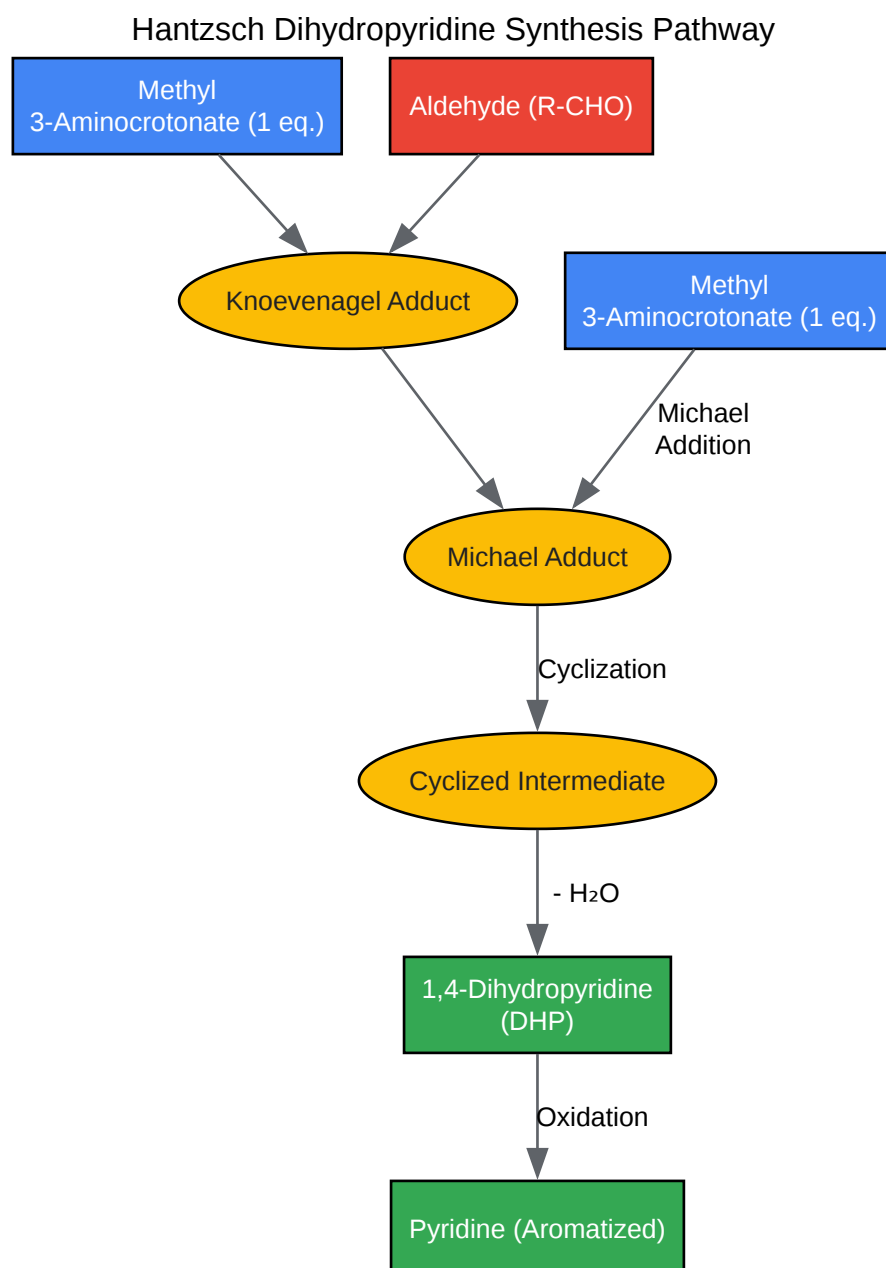 Hantzsch Dihydropyridine Synthesis Pathway
Methyl
3-Aminocrotonate (1 eq.)
Aldehyde (R-CHO)
Knoevenagel Adduct
Methyl
3-Aminocrotonate (1 eq.)
Michael
Addition
Michael Adduct
Cyclization
Cyclized Intermediate
- H₂O
1,4-Dihydropyridine
(DHP)
Oxidation
Pyridine (Aromatized)